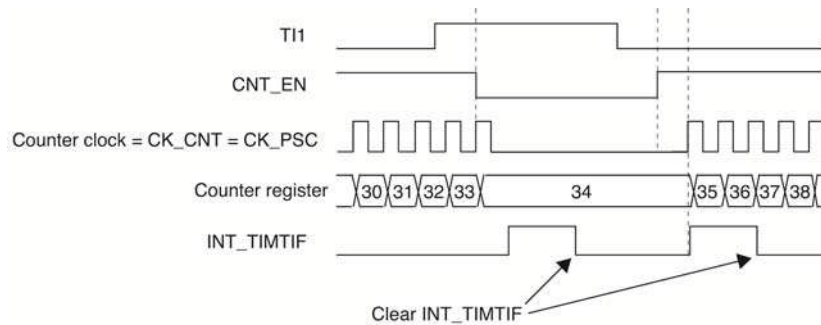 TI1
CNT_EN
Counter clock = CK_CNT = CK_PSC
Counter register 30 31 32 33 34 35 36 37 38
INT_TIMTIF
Clear INT_TIMTIF